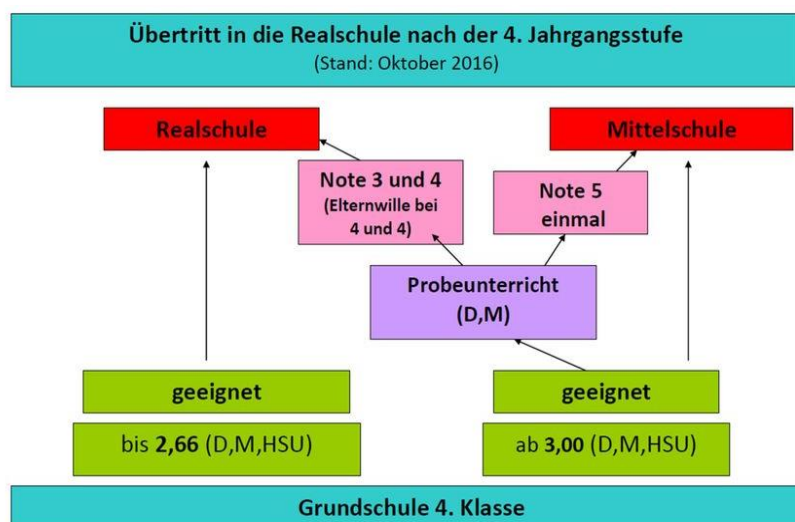 Übertritt in die Realschule nach der 4. Jahrgangsstufe
(Stand: Oktober 2016)
Realschule
Mittelschule
Note 3 und 4
(Elternwille bei
4 und 4)
Note 5
einmal
Probeunterricht
(D,M)
geeignet
geeignet
bis 2,66 (D,M,HSU)
ab 3,00 (D,M,HSU)
Grundschule 4. Klasse